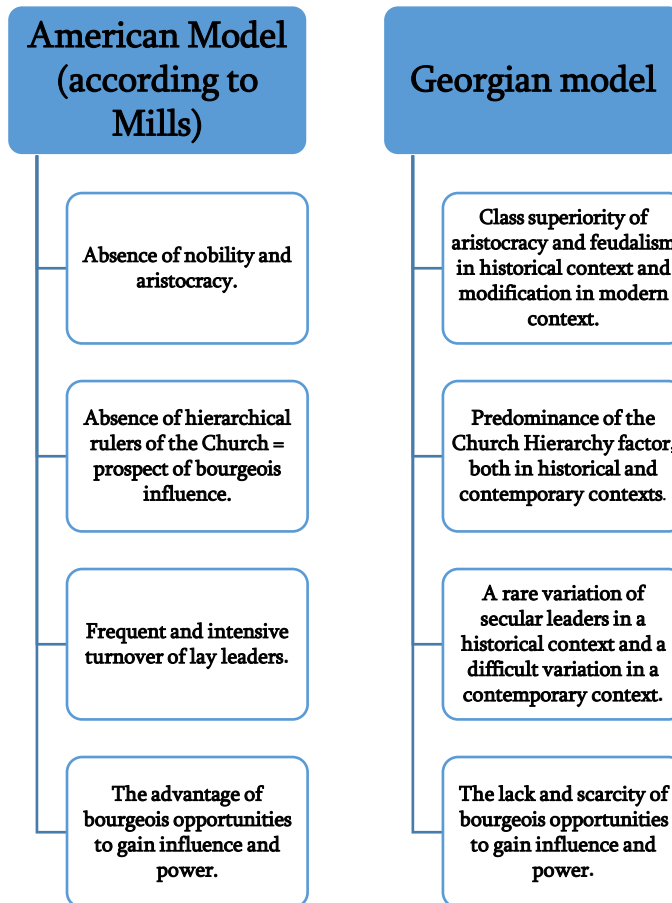 American Model
(according to
Mills)
Absence of nobility and
aristocracy.
Absence of hierarchical
rulers of the Church =
prospect of bourgeois
influence.
Frequent and intensive
turnover of lay leaders.
The advantage of
bourgeois opportunities
to gain influence and
power.
Georgian model
Class superiority of
aristocracy and feudalism
in historical context and
modification in modern
context.
Predominance of the
Church Hierarchy factor,
both in historical and
contemporary contexts.
A rare variation of
secular leaders in a
historical context and a
difficult variation in a
contemporary context.
The lack and scarcity of
bourgeois opportunities
to gain influence and
power.